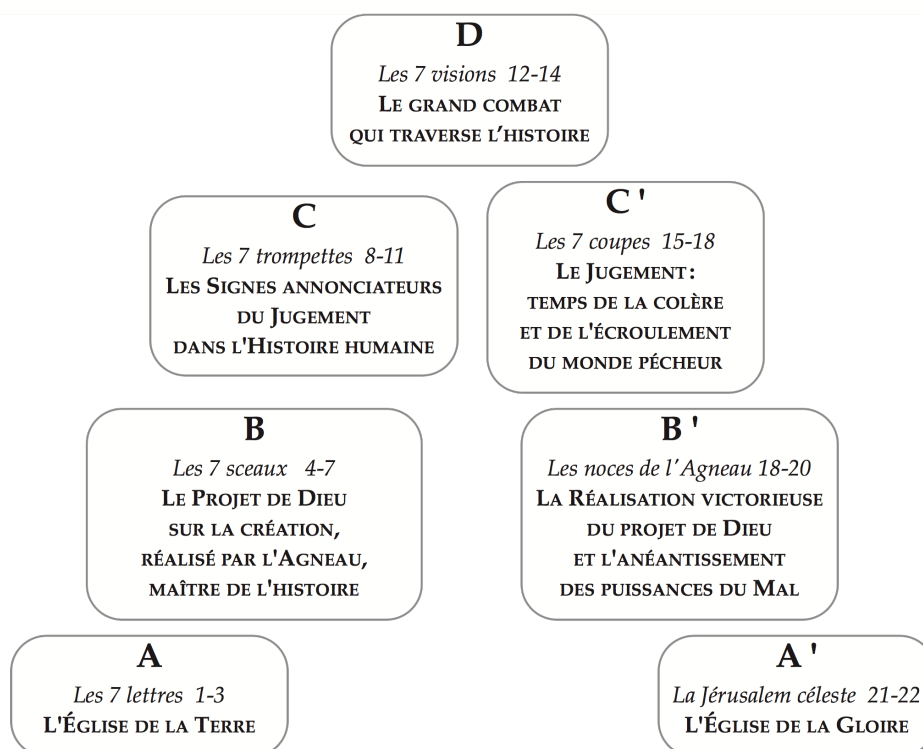 D
Les 7 visions 12-14
LE GRAND COMBAT
QUI TRAVERSE L'HISTOIRE
C
Les 7 trompettes 8-11
LES SIGNES ANNONCIATEURS
DU JUGEMENT
DANS L'HISTOIRE HUMAINE
C '
Les 7 coupes 15-18
LE JUGEMENT :
TEMPS DE LA COLÈRE
ET DE L'ÉCROULEMENT
DU MONDE PÉCHEUR
B
Les 7 sceaux 4-7
LE PROJET DE DIEU
SUR LA CRÉATION,
RÉALISÉ PAR L'AGNEAU,
MAÎTRE DE L'HISTOIRE
B '
Les noces de l'Agneau 18-20
LA RÉALISATION VICTORIEUSE
DU PROJET DE DIEU
ET L'ANÉANTISSEMENT
DES PUISSANCES DU MAL
A
Les 7 lettres 1-3
L'ÉGLISE DE LA TERRE
A '
La Jérusalem céleste 21-22
L'ÉGLISE DE LA GLOIRE